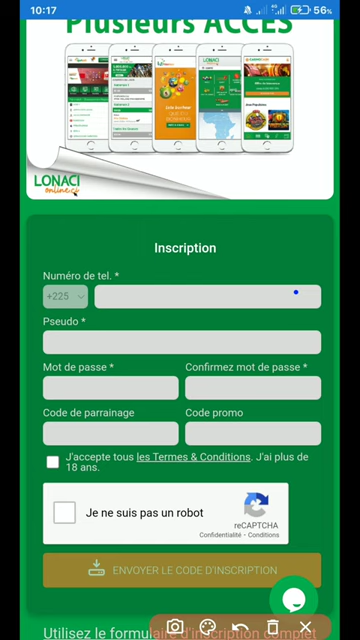 10:17
56%
Plusieurs ACCES
LONACI
online.ci
Inscription
Numéro de tel. *
+225
Pseudo *
Mot de passe *
Confirmez mot de passe *
Code de parrainage
Code promo
J'accepte tous les Termes & Conditions. J'ai plus de
18 ans.
Je ne suis pas un robot
reCAPTCHA
Confidentialité - Conditions
ENVOYER LE CODE D'INSCRIPTION
Utilisez le formulaire d'inscription complet